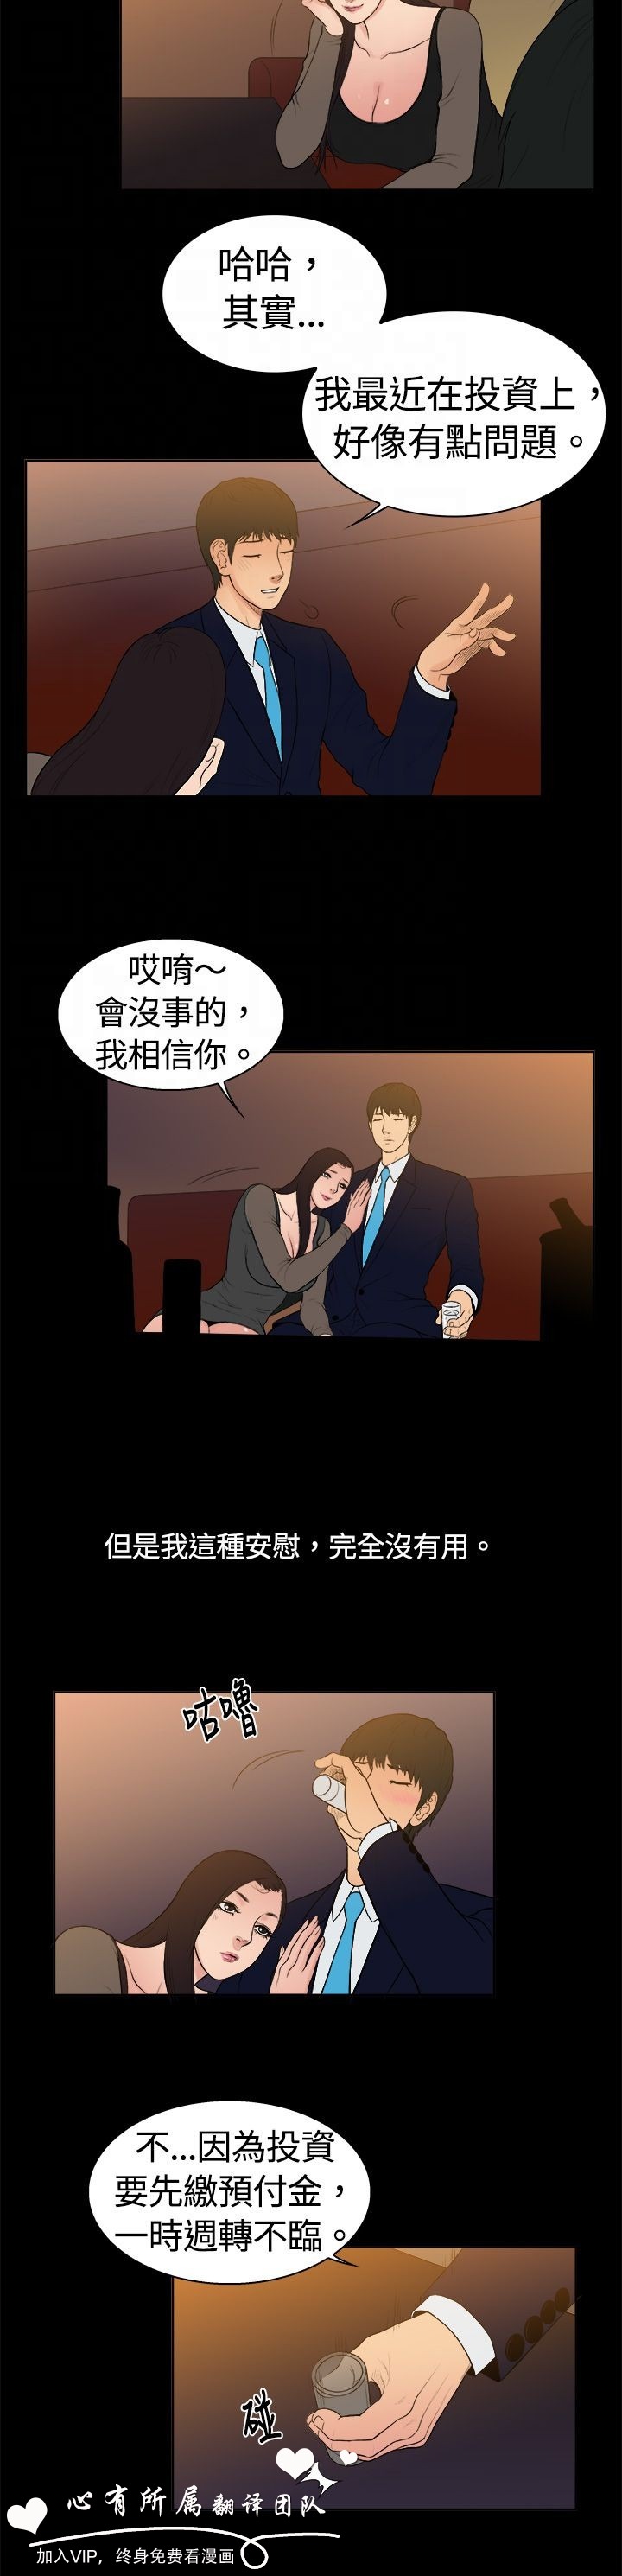 哈哈，
其實...
我最近在投資上，
好像有點問題。
哎唷～
會沒事的，
我相信你。
但是我這種安慰，完全沒有用。
咕嚕
不...因為投資
要先繳預付金，
一時週轉不臨。
碰
心有所属翻译团队
加入VIP，终身免费看漫画